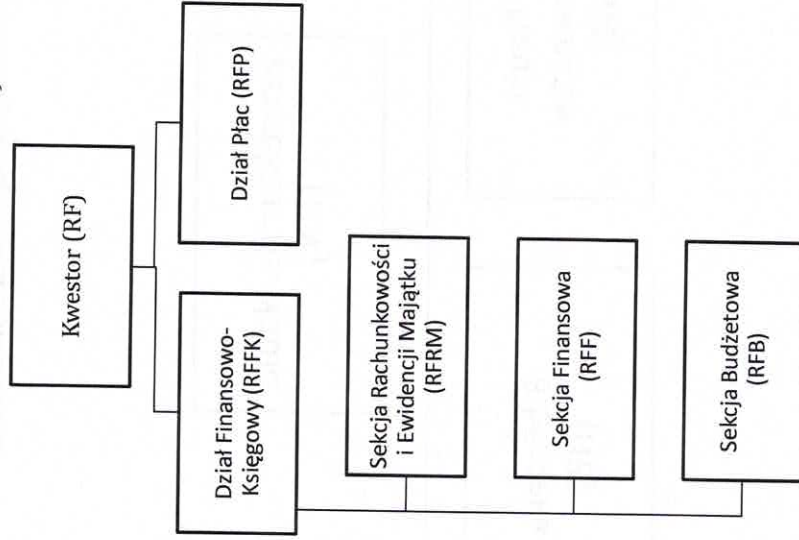 Kwestor (RF)
Dział Finansowo-
Księgowy (RFFK)
Dział Płac (RFP)
Sekcja Rachunkowości
i Ewidencji Majątku
(RFRM)
Sekcja Finansowa
(RFF)
Sekcja Budżetowa
(RFB)